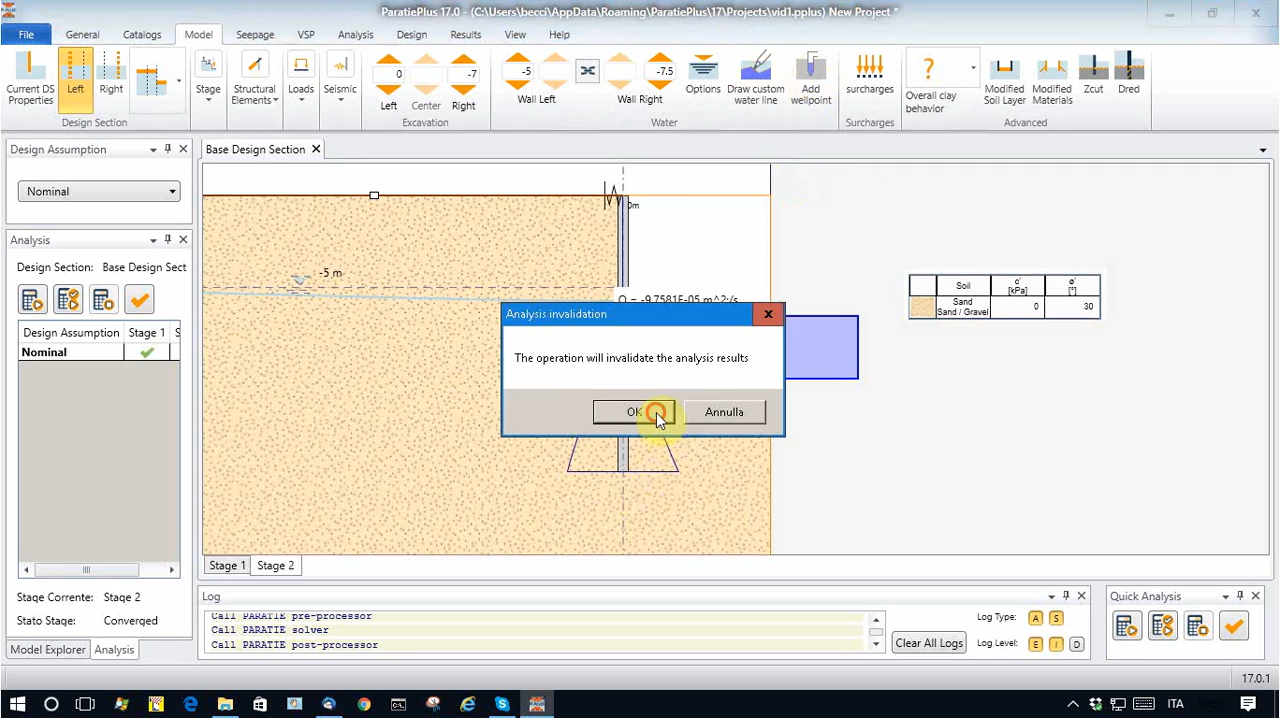 ParatiePlus 17.0 - (C:\Users\becci\AppData\Roaming\ParatiePlus\17\Projects\vid1.pplus) New Project *
File General Catalogs Model Seepage VSP Analysis Design Results View Help
Current DS Properties
Left
Right
Design Section
Stage
Structural Elements
Loads
Seismic
0
-7
Left Center Right
Excavation
-5
-7.5
Wall Left
Wall Right
Options
Draw custom water line
Add wellpoint
Water
surcharges
Surcharges
?
Overall clay behavior
Modified Soil Layer
Modified Materials
Zcut
Dred
Advanced
Design Assumption
Nominal
Base Design Section
Analysis
Design Section: Base Design Sect
Design Assumption Stage 1 S
Nominal
Stage Corrente: Stage 2
Stato Stage: Converged
Model Explorer Analysis
0m
-5 m
Q = -9.7581E-05 m^2:/s
Analysis invalidation
The operation will invalidate the analysis results
OK
Annulla
Soil c' [kPa] ø' [°]
Sand Sand / Gravel 0 30
Stage 1 Stage 2
Log
Call PARATIE pre-processor
Call PARATIE solver
Call PARATIE post-processor
Clear All Logs
Log Type: A S
Log Level: E I D
Quick Analysis
17.0.1
ITA